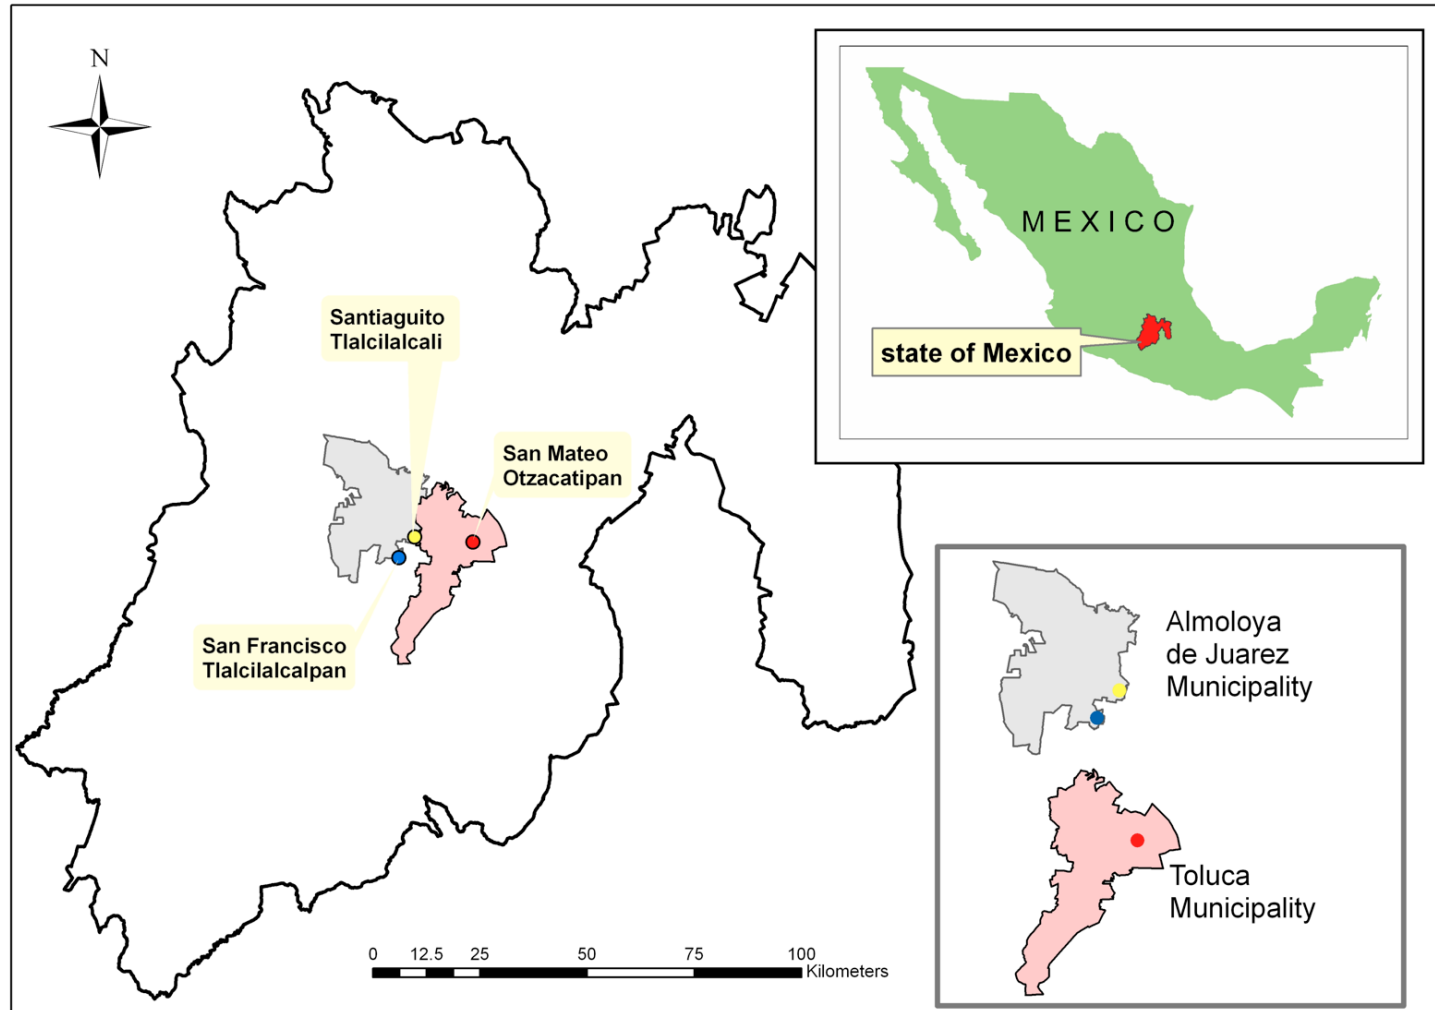 N
MEXICO
state of Mexico
Santiaguito
Tlalcilalcali
San Mateo
Otzacatipan
San Francisco
Tlalcilalcalpan
Almoloya
de Juarez
Municipality
Toluca
Municipality
0 12.5 25 50 75 100
Kilometers